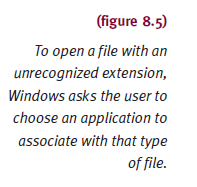 (figure 8.5)
To open a file with an
unrecognized extension,
Windows asks the user to
choose an application to
associate with that type
of file.